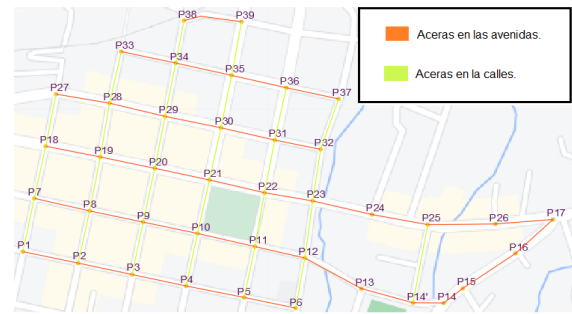 P38 P39
Aceras en las avenidas.
P33 P34 P35 P36 P37
Aceras en la calles.
P27 P28 P29 P30 P31 P32
P18 P19 P20 P21 P22 P23 P24 P25 P26 P17
P7 P8 P9 P10 P11 P12 P16
P1 P2 P3 P4 P5 P6 P13 P14' P14 P15